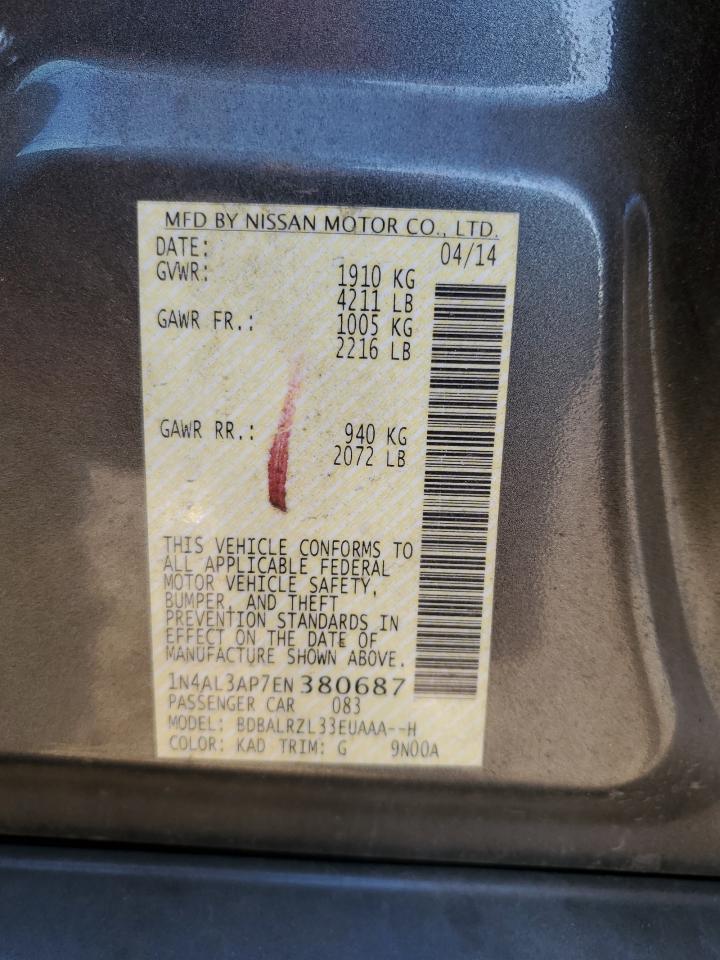 MFD BY NISSAN MOTOR CO., LTD.
DATE: 04/14
GVWR: 1910 KG
4211 LB
GAWR FR.: 1005 KG
2216 LB
GAWR RR.: 940 KG
2072 LB
THIS VEHICLE CONFORMS TO
ALL APPLICABLE FEDERAL
MOTOR VEHICLE SAFETY,
BUMPER, AND THEFT
PREVENTION STANDARDS IN
EFFECT ON THE DATE OF
MANUFACTURE SHOWN ABOVE.
1N4AL3AP7EN380687
PASSENGER CAR 083
MODEL: BDBALRZL33EUAAA--H
COLOR: KAD TRIM: G 9N00A